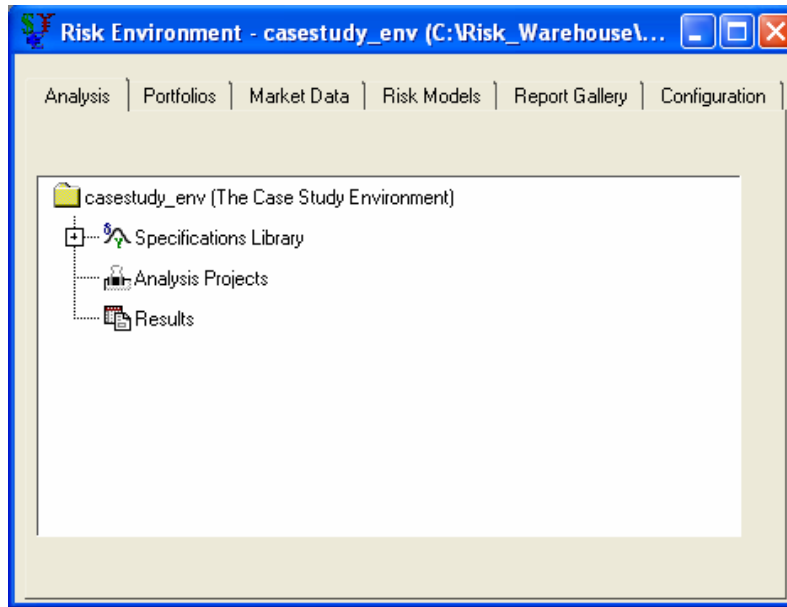 Risk Environment - casestudy_env (C:\Risk_Warehouse\...
Analysis Portfolios Market Data Risk Models Report Gallery Configuration
casestudy_env (The Case Study Environment)
Specifications Library
Analysis Projects
Results